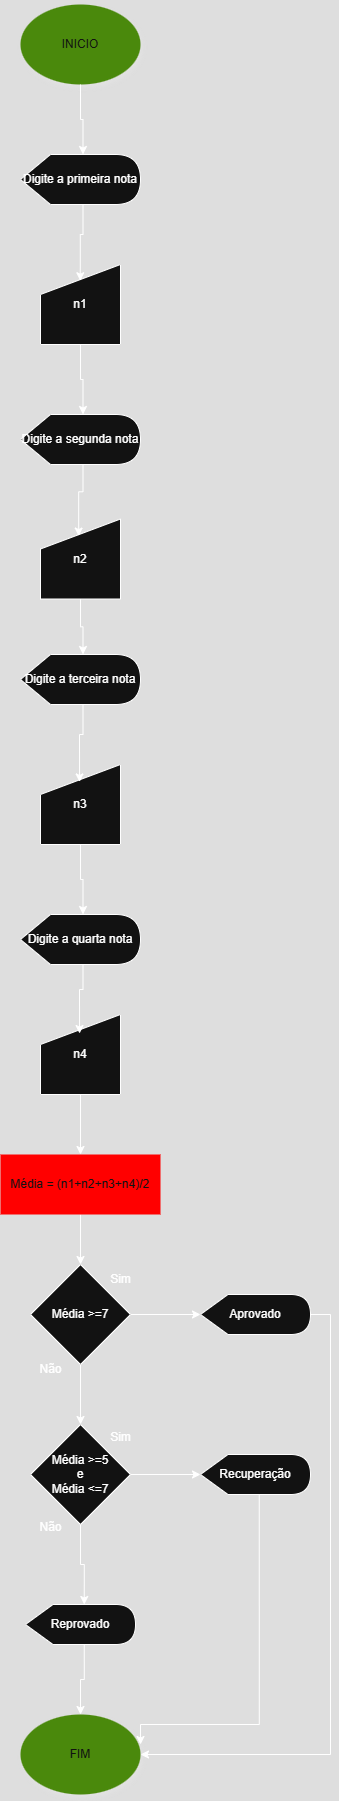 INICIO
Digite a primeira nota
n1
Digite a segunda nota
n2
Digite a terceira nota
n3
Digite a quarta nota
n4
Média = (n1+n2+n3+n4)/2
Sim
Média >=7
Aprovado
Não
Sim
Média >=5
e
Média <=7
Recuperação
Não
Reprovado
FIM